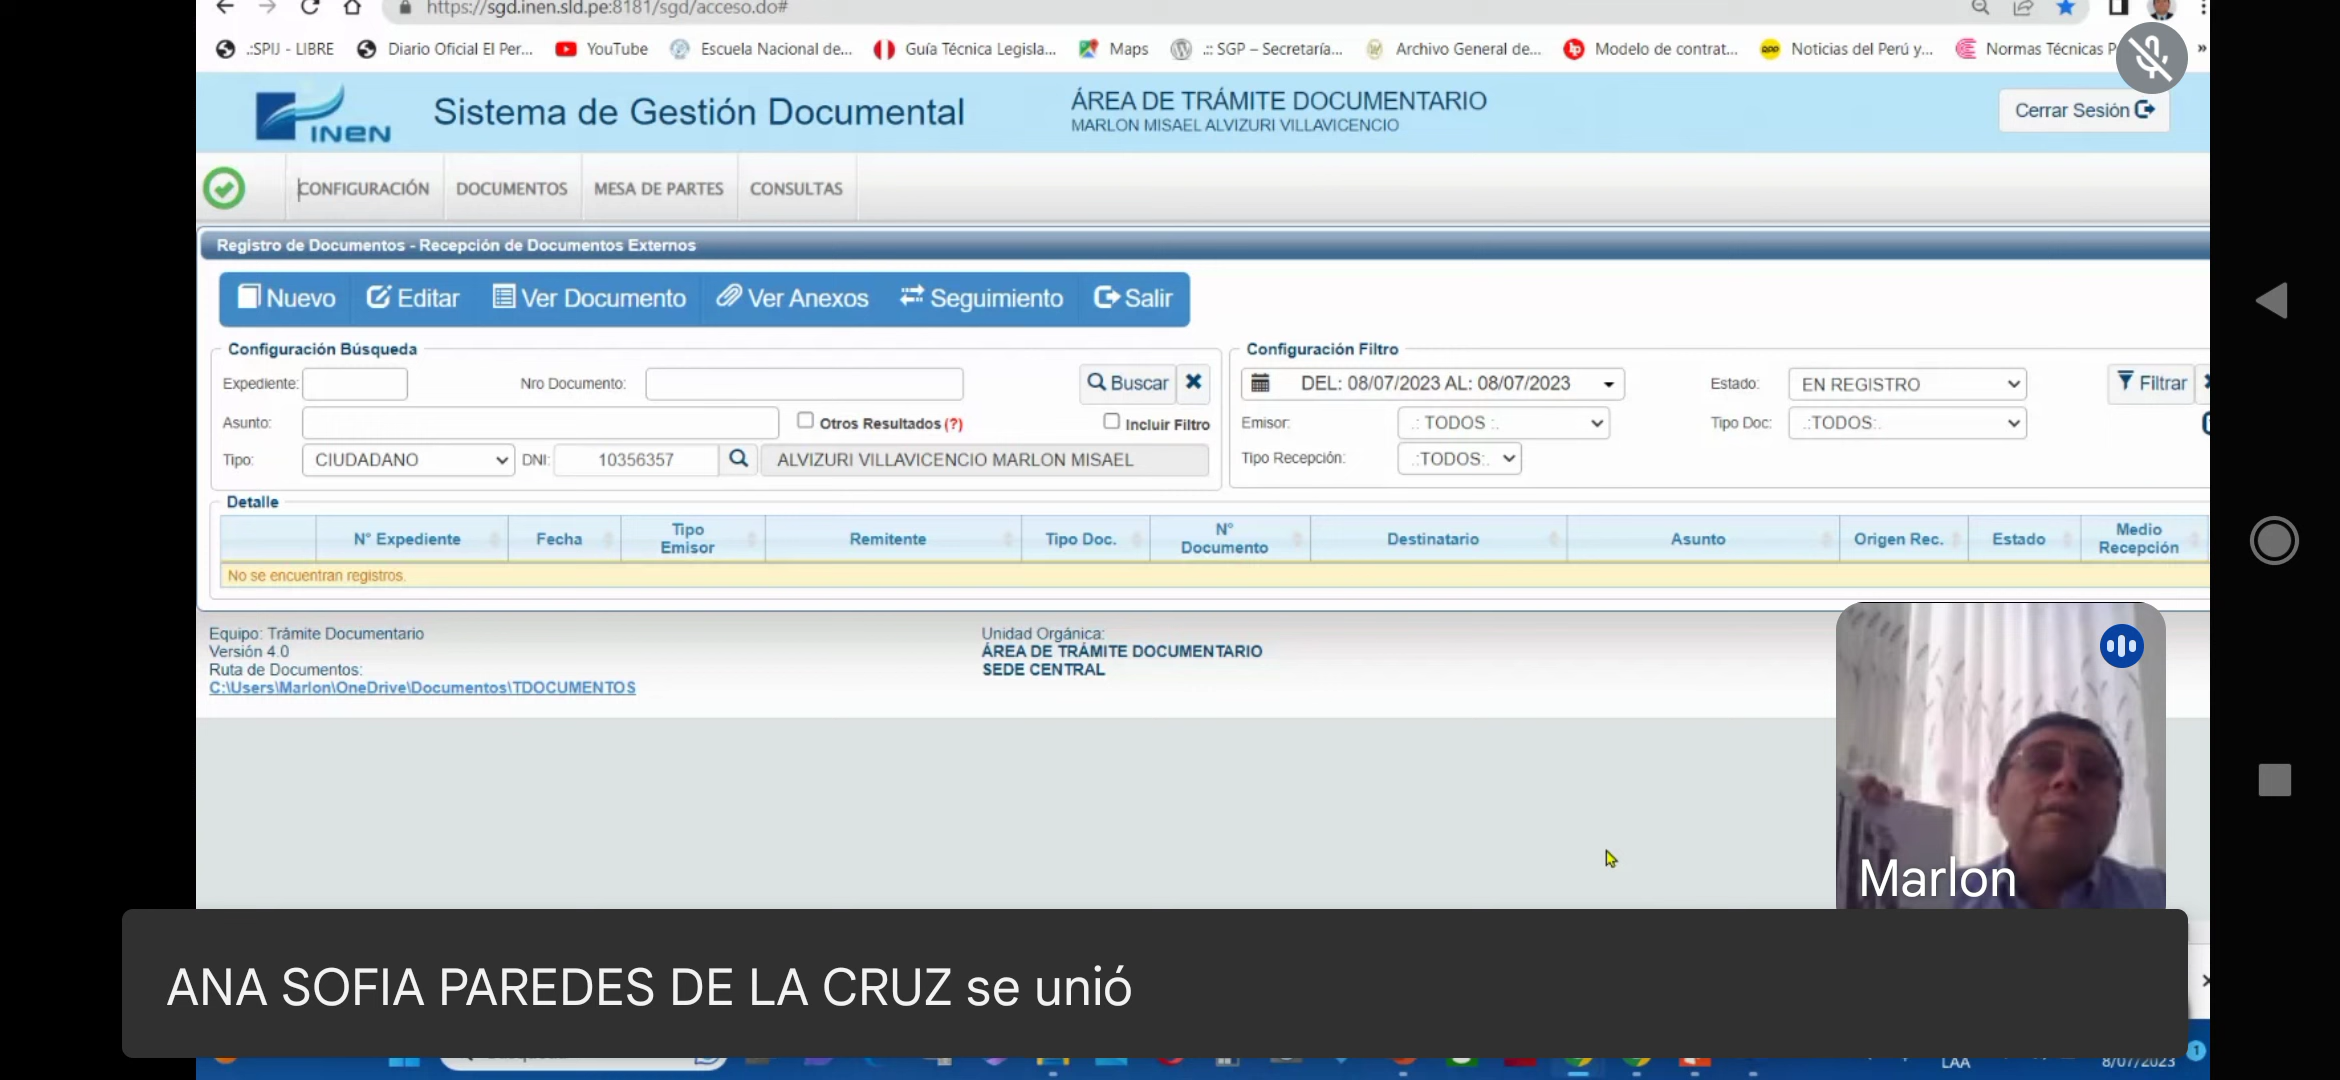 https://sgd.inen.sld.pe:8181/sgd/acceso.do#
.:SPIJ - LIBRE Diario Oficial El Per... YouTube Escuela Nacional de... Guía Técnica Legisla... Maps .:: SGP – Secretaría... Archivo General de... Modelo de contrat... Noticias del Perú y... Normas Técnicas P »
INEN Sistema de Gestión Documental
ÁREA DE TRÁMITE DOCUMENTARIO
MARLON MISAEL ALVIZURI VILLAVICENCIO
Cerrar Sesión
CONFIGURACIÓN DOCUMENTOS MESA DE PARTES CONSULTAS
Registro de Documentos - Recepción de Documentos Externos
Nuevo Editar Ver Documento Ver Anexos Seguimiento Salir
Configuración Búsqueda
Expediente: Nro Documento: Buscar
Asunto: Otros Resultados (?) Incluir Filtro
Tipo: CIUDADANO DNI: 10356357 ALVIZURI VILLAVICENCIO MARLON MISAEL
Configuración Filtro
DEL: 08/07/2023 AL: 08/07/2023 Estado: EN REGISTRO Filtrar
Emisor: .: TODOS :. Tipo Doc: .:TODOS:.
Tipo Recepción: .:TODOS:.
Detalle
N° Expediente Fecha Tipo Emisor Remitente Tipo Doc. N° Documento Destinatario Asunto Origen Rec. Estado Medio Recepción
No se encuentran registros.
Equipo: Trámite Documentario
Versión 4.0
Ruta de Documentos:
C:\Users\Marlon\OneDrive\Documentos\TDOCUMENTOS
Unidad Orgánica:
ÁREA DE TRÁMITE DOCUMENTARIO
SEDE CENTRAL
Marlon
ANA SOFIA PAREDES DE LA CRUZ se unió
LAA
8/07/2023
1